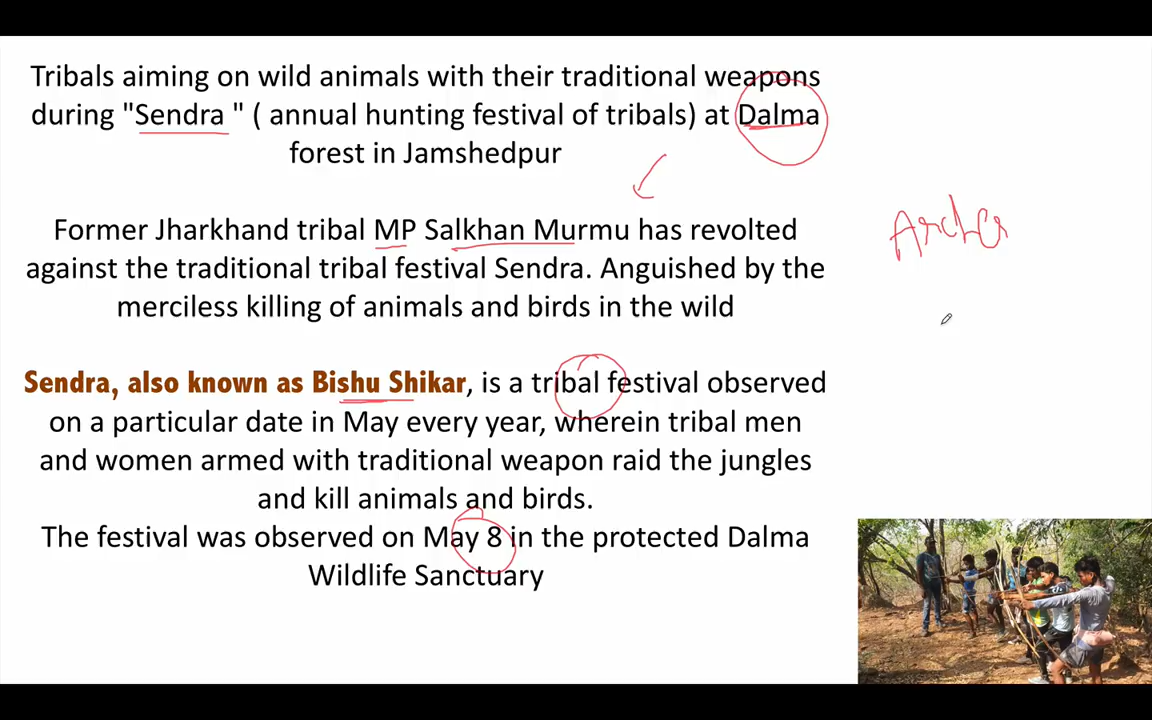 Tribals aiming on wild animals with their traditional weapons
during "Sendra " ( annual hunting festival of tribals) at Dalma
forest in Jamshedpur
Former Jharkhand tribal MP Salkhan Murmu has revolted
against the traditional tribal festival Sendra. Anguished by the
merciless killing of animals and birds in the wild
Sendra, also known as Bishu Shikar, is a tribal festival observed
on a particular date in May every year, wherein tribal men
and women armed with traditional weapon raid the jungles
and kill animals and birds.
The festival was observed on May 8 in the protected Dalma
Wildlife Sanctuary